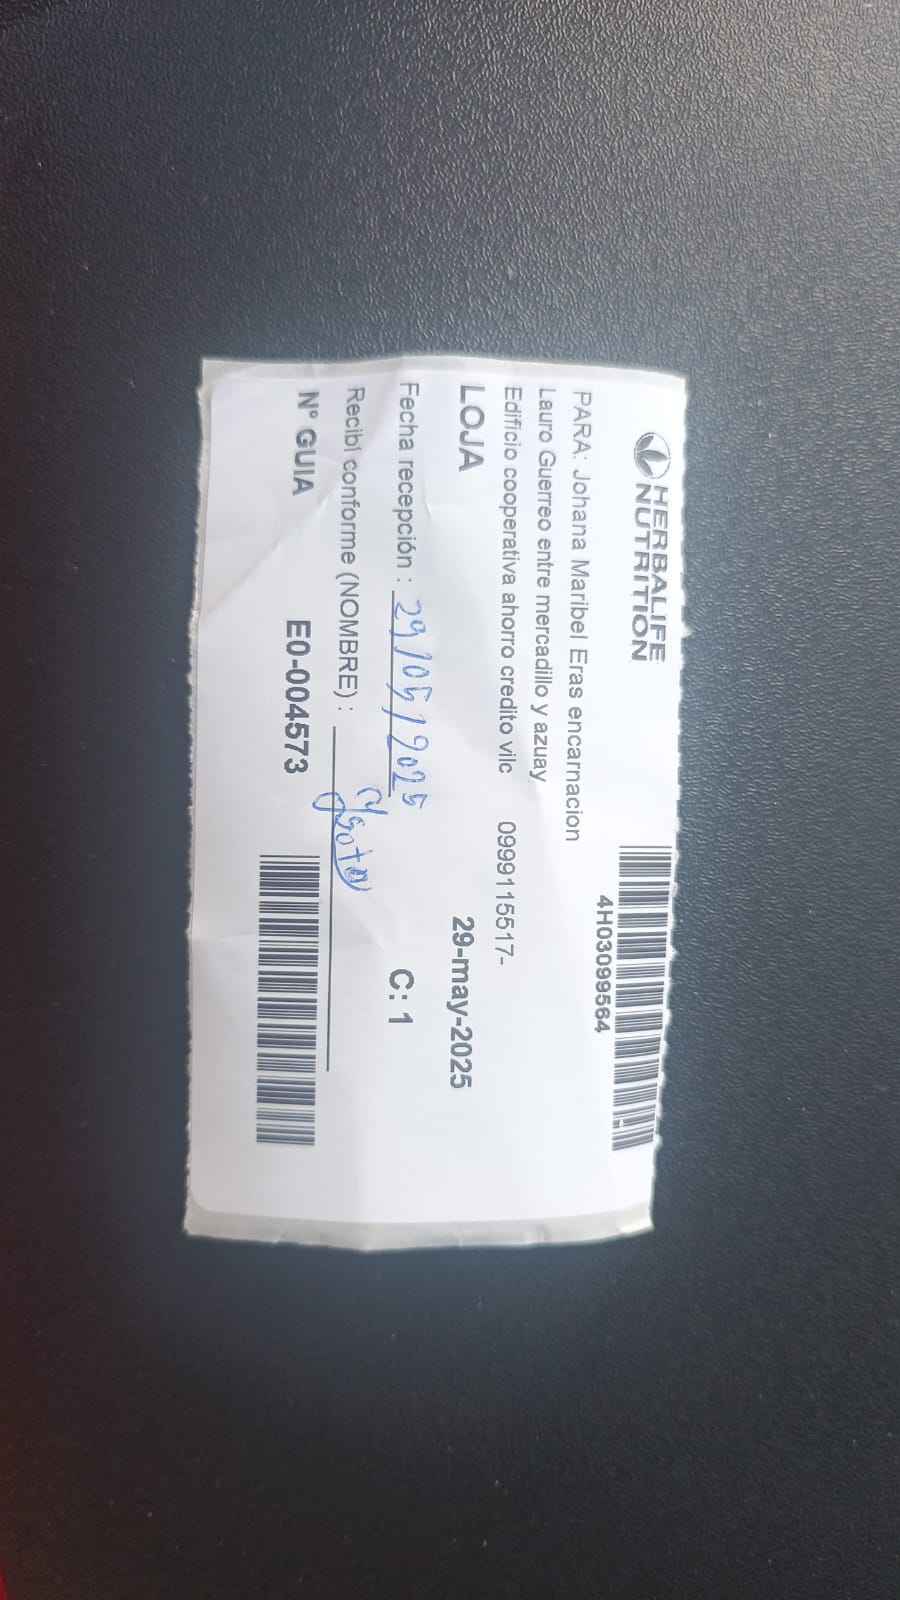 HERBALIFE
NUTRITION
4H03099564
PARA: Johana Maribel Eras encarnacion
Lauro Guerreo entre mercadillo y azuay
Edificio cooperativa ahorro credito vilc 0999115517-
LOJA 29-may-2025
Fecha recepción : 29/05/2025 C: 1
Recibí conforme (NOMBRE) :
Nº GUIA E0-004573